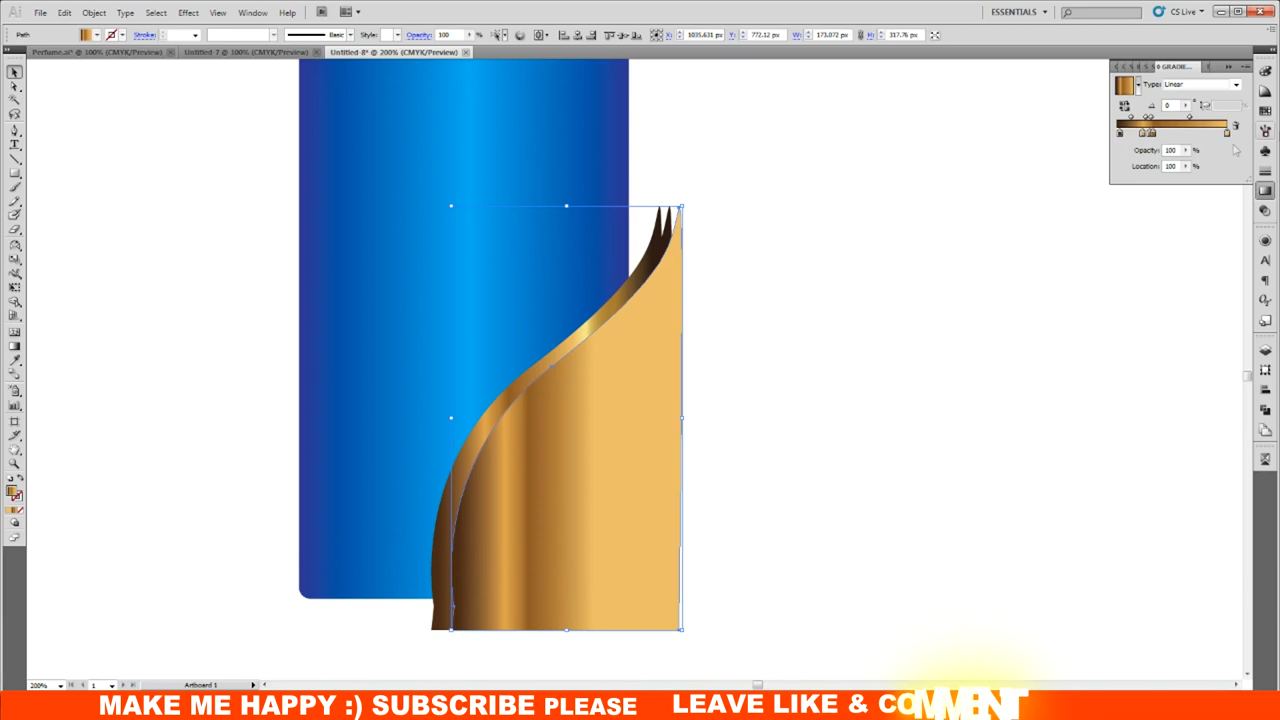 Ai File Edit Object Type Select Effect View Window Help ESSENTIALS CS Live
Path Stroke: Basic Style: Opacity: 100 % X: 1035.631 px Y: 772.12 px W: 173.072 px H: 317.76 px
Perfume.ai* @ 100% (CMYK/Preview) Untitled-7 @ 100% (CMYK/Preview) Untitled-8* @ 200% (CMYK/Preview)
GRADIE...
Type: Linear
0 °
Opacity: 100 %
Location: 100 %
200% 1 Artboard 1
MAKE ME HAPPY :) SUBSCRIBE PLEASE LEAVE LIKE & COMMENT